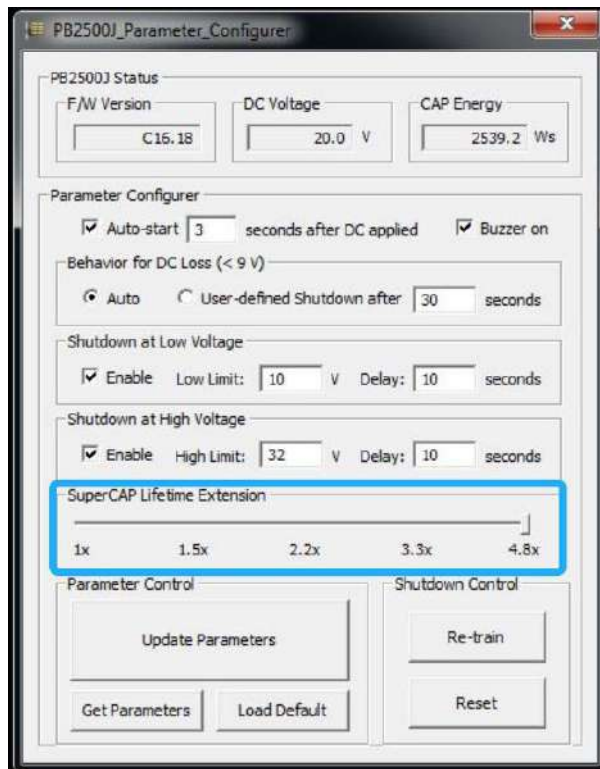 PB2500J_Parameter_Configurer
PB2500J Status
F/W Version DC Voltage CAP Energy
C16.18 20.0 V 2539.2 Ws
Parameter Configurer
Auto-start 3 seconds after DC applied Buzzer on
Behavior for DC Loss (< 9 V)
Auto User-defined Shutdown after 30 seconds
Shutdown at Low Voltage
Enable Low Limit: 10 V Delay: 10 seconds
Shutdown at High Voltage
Enable High Limit: 32 V Delay: 10 seconds
SuperCAP Lifetime Extension
1x 1.5x 2.2x 3.3x 4.8x
Parameter Control Shutdown Control
Update Parameters Re-train
Get Parameters Load Default Reset